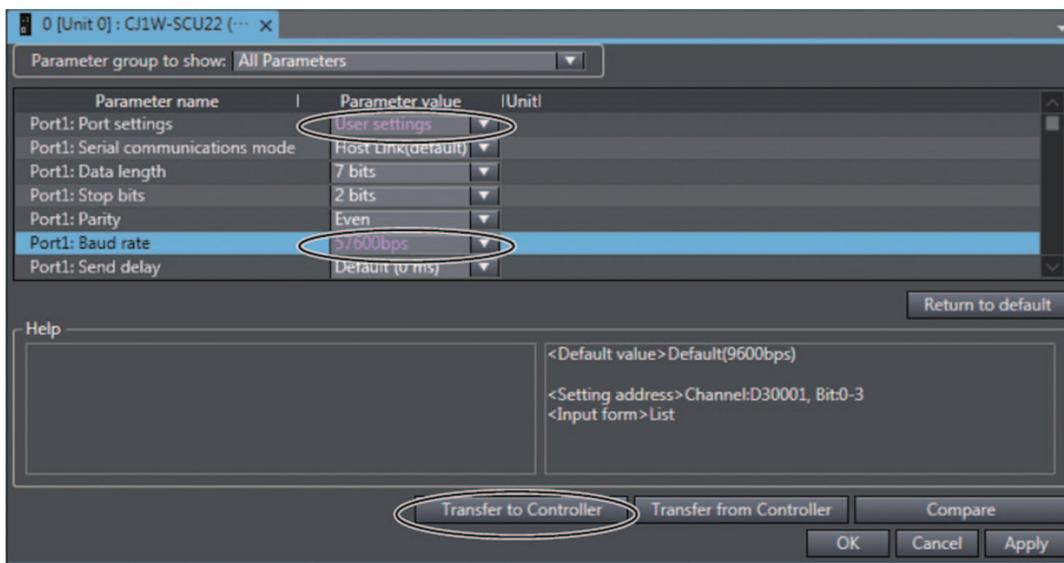 0 [Unit 0] : CJ1W-SCU22 (··· ×
Parameter group to show: All Parameters
Parameter name | Parameter value |Unit|
Port1: Port settings User settings
Port1: Serial communications mode Host Link(default)
Port1: Data length 7 bits
Port1: Stop bits 2 bits
Port1: Parity Even
Port1: Baud rate 57600bps
Port1: Send delay Default (0 ms)
Return to default
Help
<Default value>Default(9600bps)
<Setting address>Channel:D30001, Bit:0-3
<Input form>List
Transfer to Controller Transfer from Controller Compare
OK Cancel Apply